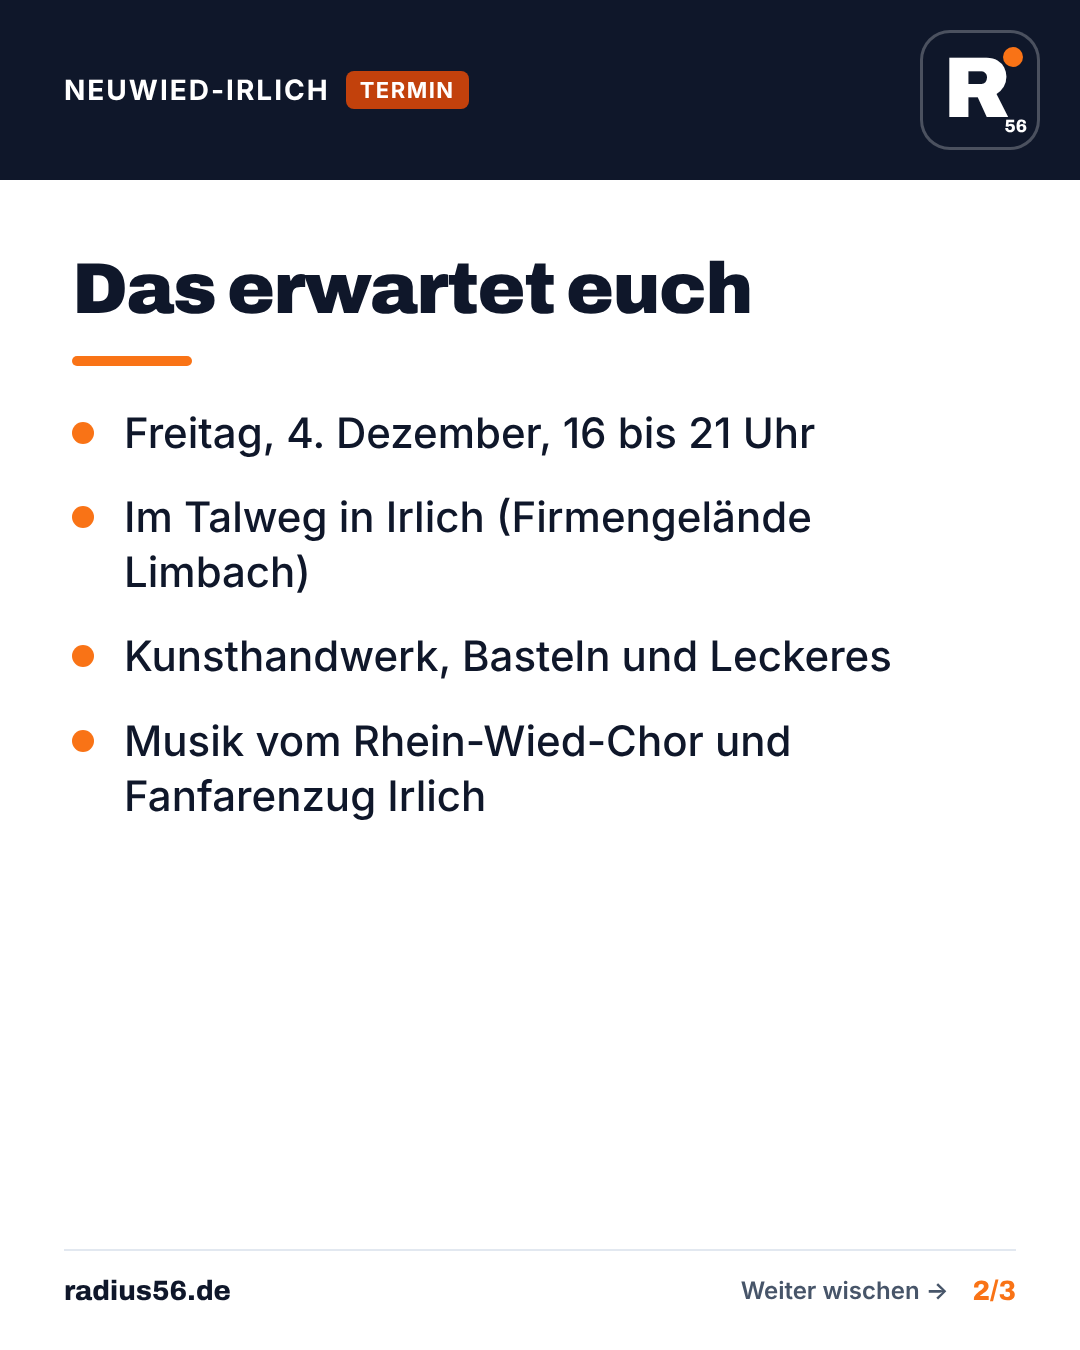 NEUWIED-IRLICH TERMIN
R 56
Das erwartet euch
Freitag, 4. Dezember, 16 bis 21 Uhr
Im Talweg in Irlich (Firmengelände
Limbach)
Kunsthandwerk, Basteln und Leckeres
Musik vom Rhein-Wied-Chor und
Fanfarenzug Irlich
radius56.de Weiter wischen → 2/3